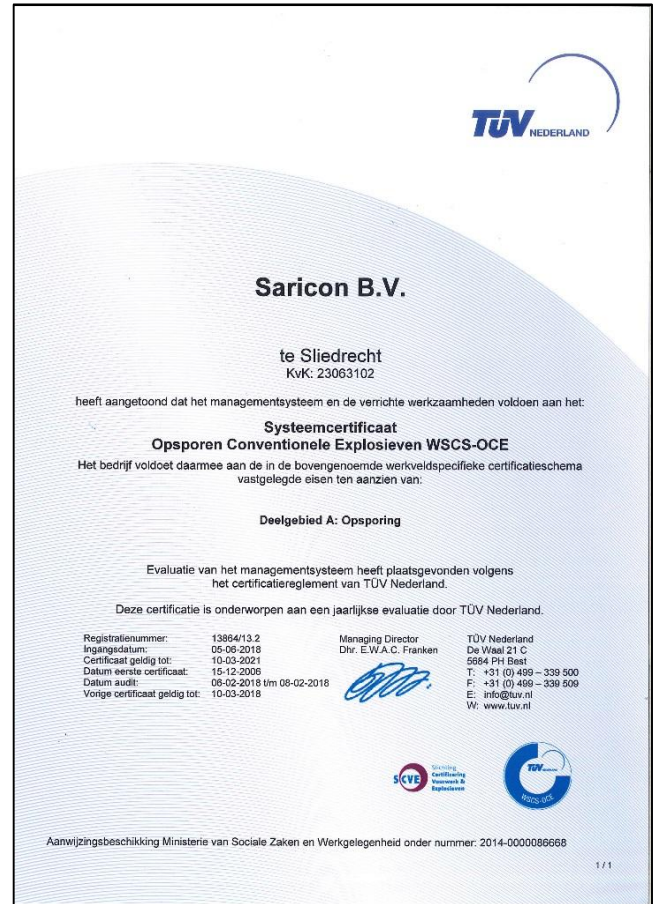 TÜV NEDERLAND
Saricon B.V.
te Sliedrecht
KvK: 23063102
heeft aangetoond dat het managementsysteem en de verrichte werkzaamheden voldoen aan het:
Systeemcertificaat
Opsporen Conventionele Explosieven WSCS-OCE
Het bedrijf voldoet daarmee aan de in de bovengenoemde werkveldspecifieke certificatieschema
vastgelegde eisen ten aanzien van:
Deelgebied A: Opsporing
Evaluatie van het managementsysteem heeft plaatsgevonden volgens
het certificatiereglement van TÜV Nederland.
Deze certificatie is onderworpen aan een jaarlijkse evaluatie door TÜV Nederland.
Registratienummer: 13864/13.2
Ingangsdatum: 05-06-2018
Certificaat geldig tot: 10-03-2021
Datum eerste certificaat: 15-12-2006
Datum audit: 06-02-2018 t/m 08-02-2018
Vorige certificaat geldig tot: 10-03-2018
Managing Director
Dhr. E.W.A.C. Franken
TÜV Nederland
De Waal 21 C
5684 PH Best
T: +31 (0) 499 – 339 500
F: +31 (0) 499 – 339 509
E: info@tuv.nl
W: www.tuv.nl
SCVE
Stichting
Certificering
Vuurwerk &
Explosieven
TÜV NEDERLAND
WSCS-OCE
Aanwijzingsbeschikking Ministerie van Sociale Zaken en Werkgelegenheid onder nummer: 2014-0000086668
1 / 1